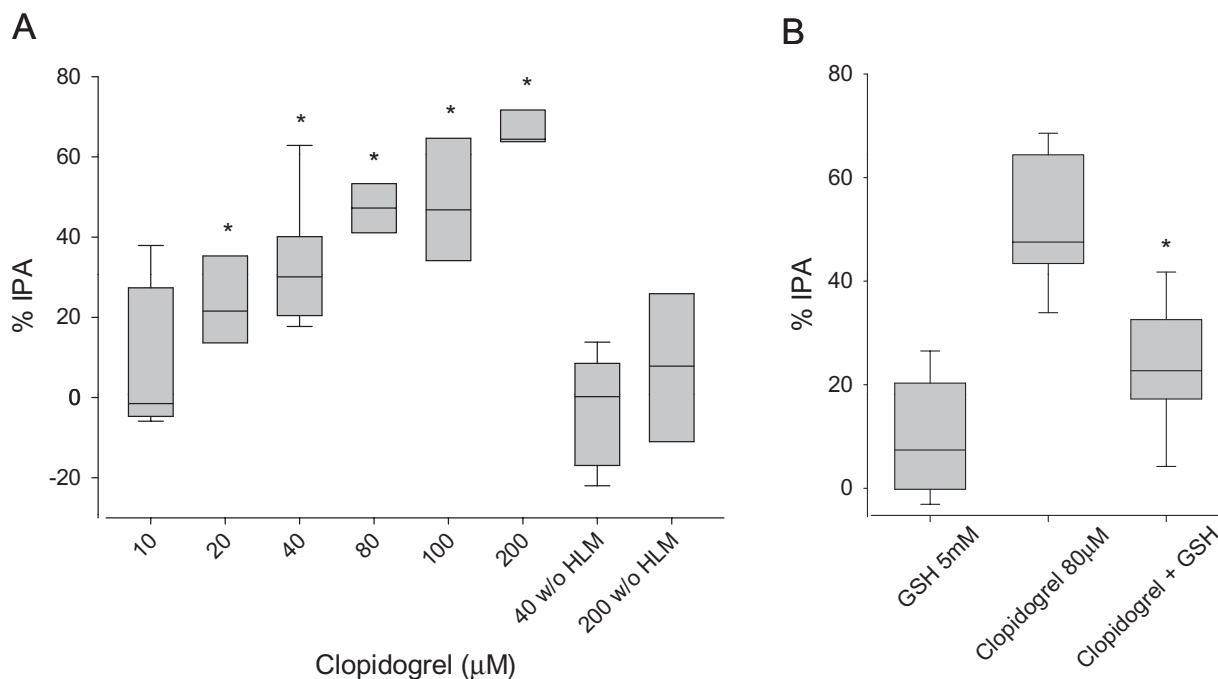 A
% IPA
80
60
40
20
0
-20
* * * * *
10 20 40 80 100 200 40 w/o HLM 200 w/o HLM
Clopidogrel (μM)
B
% IPA
80
60
40
20
0
*
GSH 5mM Clopidogrel 80μM Clopidogrel + GSH